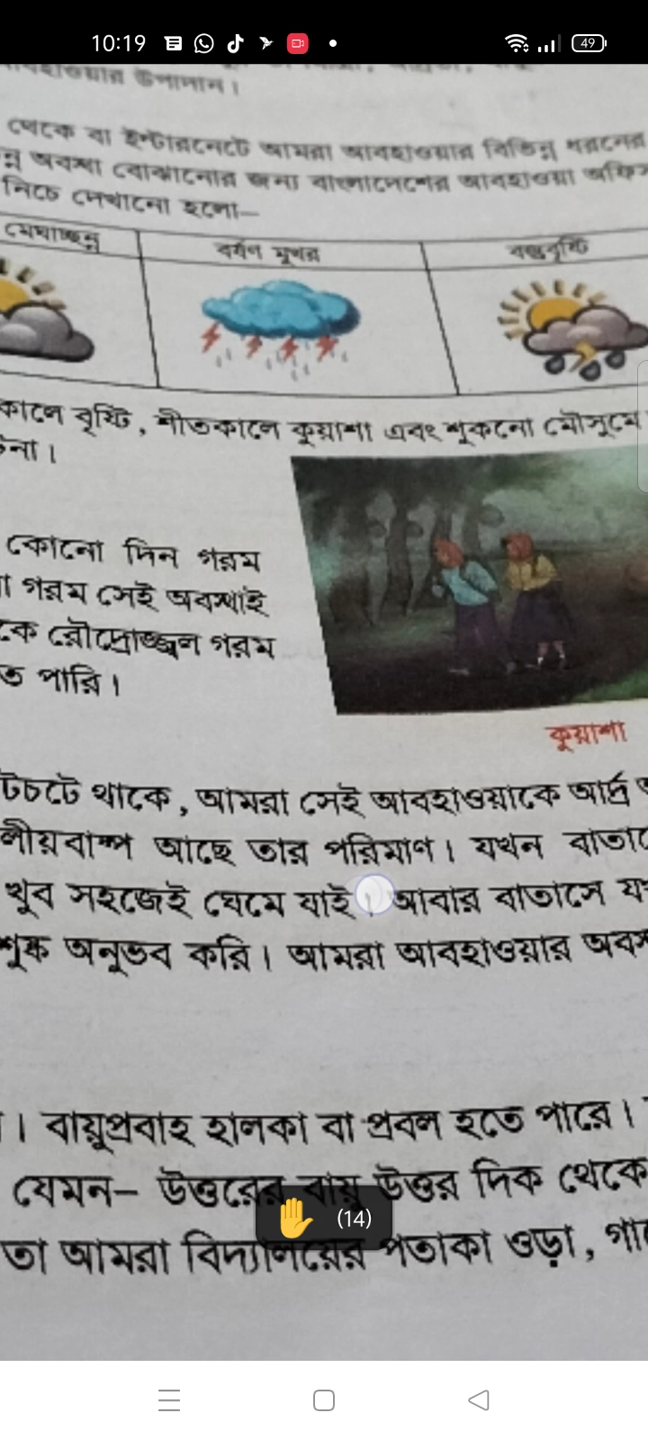 10:19
49
আবহাওয়ার উপাদান।
থেকে বা ইন্টারনেটে আমরা আবহাওয়ার বিভিন্ন ধরনের
অবস্থা বোঝানোর জন্য বাংলাদেশের আবহাওয়া অফিস
নিচে দেখানো হলো—
মেঘাচ্ছন্ন বর্ষণ মুখর বজ্রবৃষ্টি
কালে বৃষ্টি, শীতকালে কুয়াশা এবং শুকনো মৌসুমে
টনা।
কোনো দিন গরম
গরম সেই অবস্থাই
কে রৌদ্রোজ্জ্বল গরম
ত পারি।
কুয়াশা
টচটে থাকে, আমরা সেই আবহাওয়াকে আর্দ্র
লীয়বাষ্প আছে তার পরিমাণ। যখন বাতাে
খুব সহজেই ঘেমে যাই। আবার বাতাসে য
শুষ্ক অনুভব করি। আমরা আবহাওয়ার অবস
। বায়ুপ্রবাহ হালকা বা প্রবল হতে পারে।
যেমন– উত্তরের বায়ু উত্তর দিক থেকে
(14)
তা আমরা বিদ্যালয়ের পতাকা ওড়া, গা